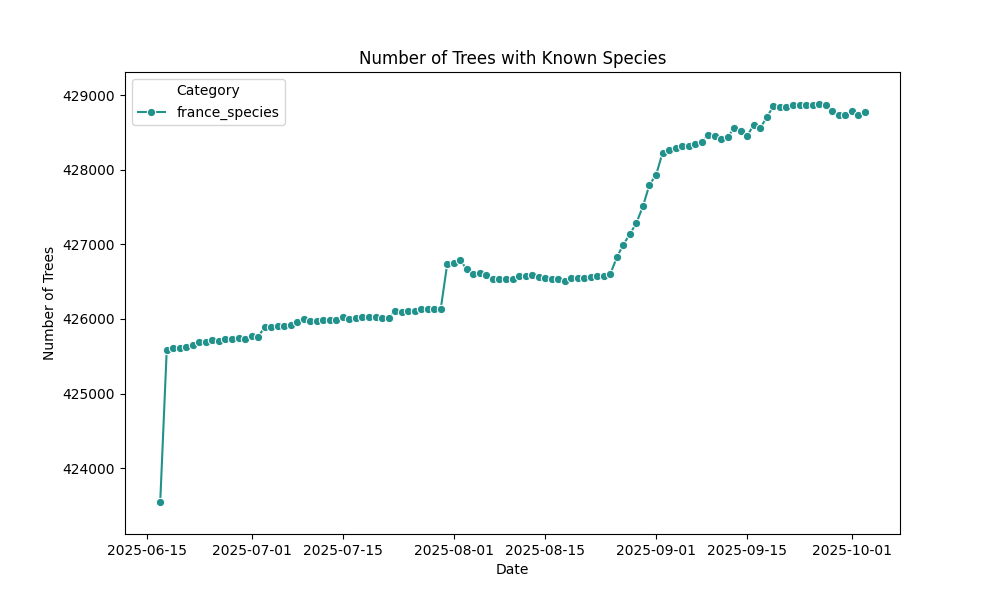 Number of Trees with Known Species
Category
france_species
429000
428000
427000
426000
425000
424000
Number of Trees
2025-06-15 2025-07-01 2025-07-15 2025-08-01 2025-08-15 2025-09-01 2025-09-15 2025-10-01
Date